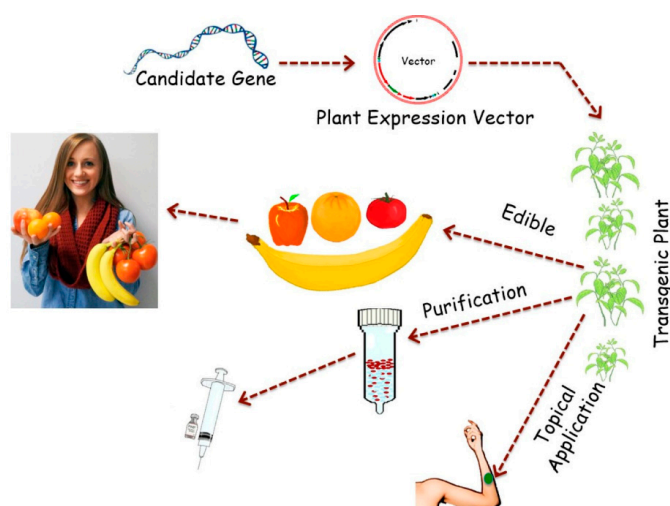 Candidate Gene
Vector
Plant Expression Vector
Edible
Transgenic Plant
Purification
Topical
Application